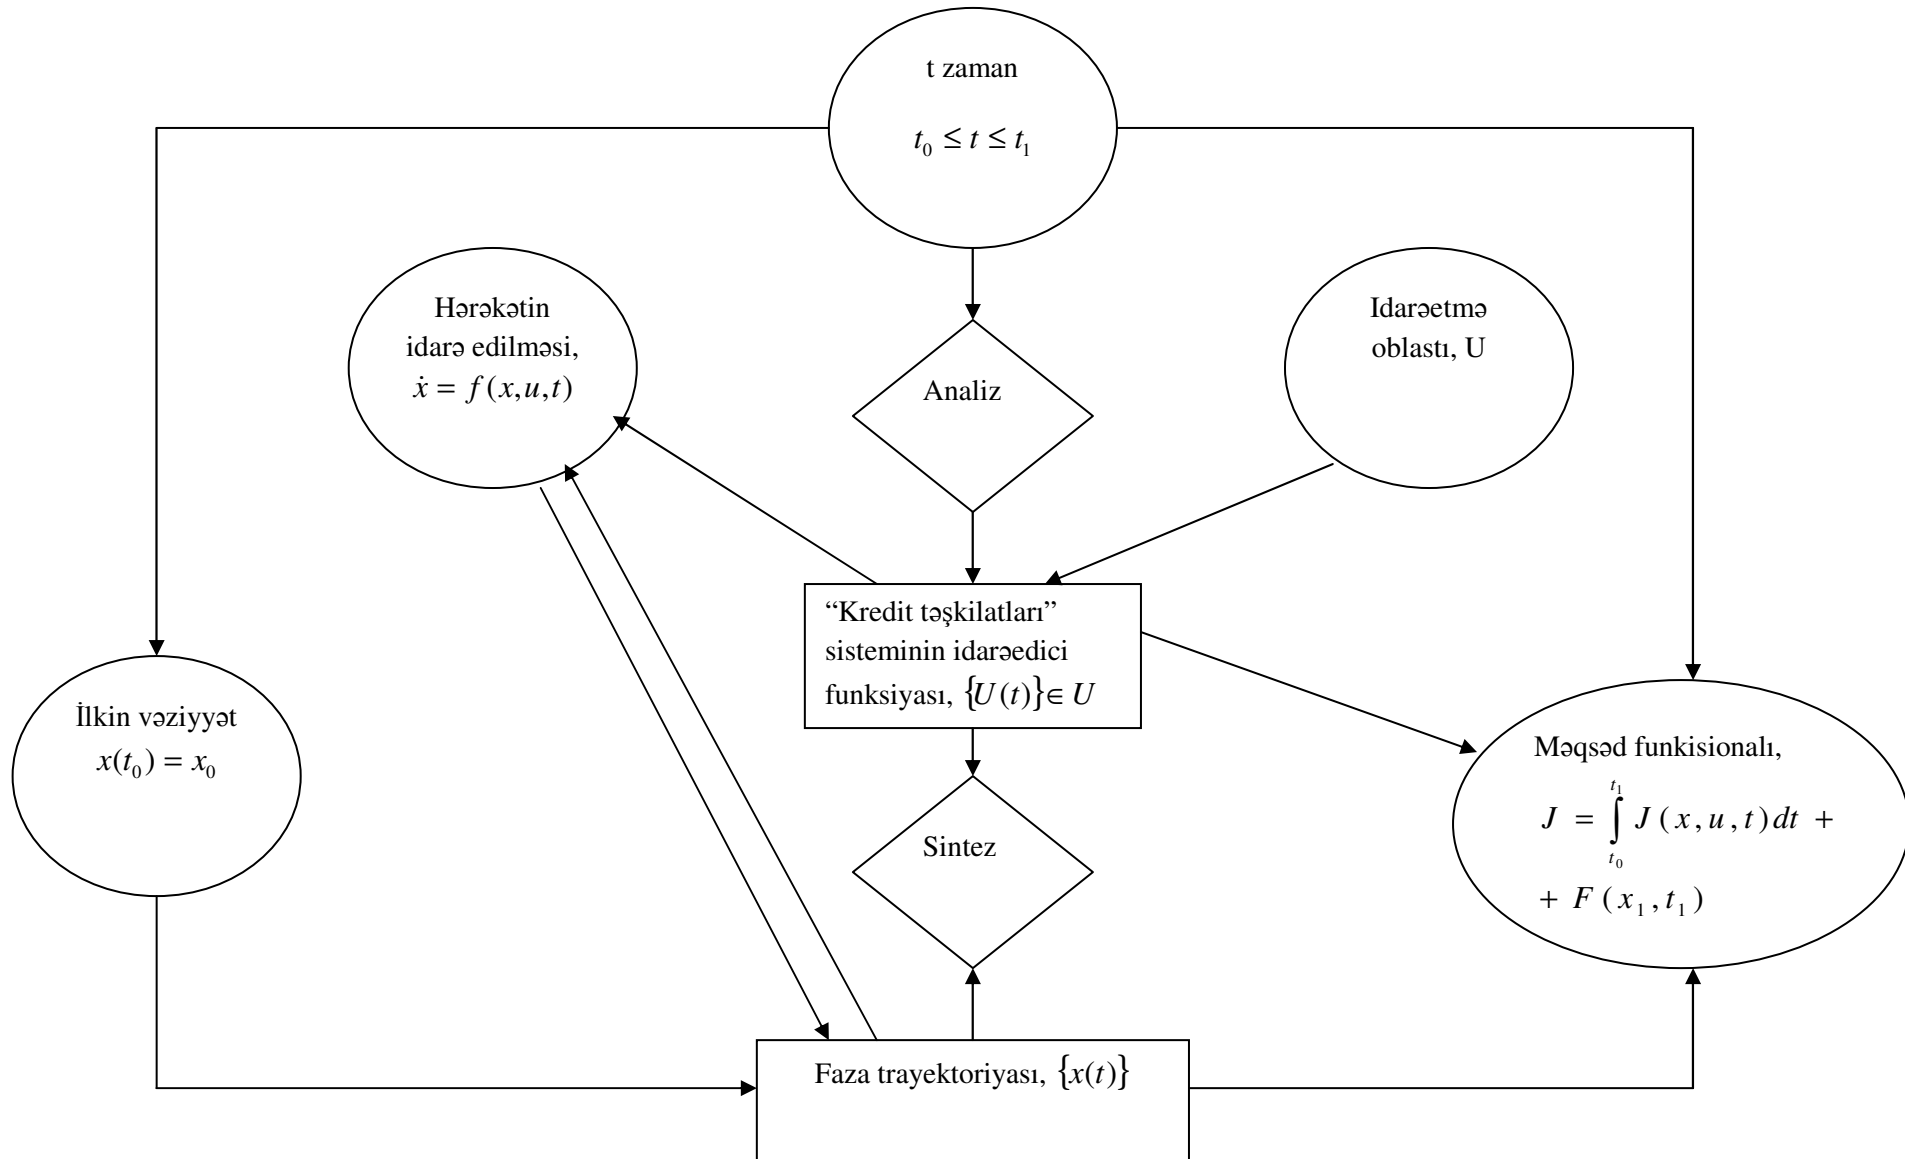 t zaman
t₀ ≤ t ≤ t₁
Hərəkətin
idarə edilməsi,
ẋ = f(x,u,t)
Idarəetmə
oblastı, U
Analiz
“Kredit təşkilatları”
sisteminin idarəedici
funksiyası, {U(t)}∈ U
İlkin vəziyyət
x(t₀) = x₀
Məqsəd funkisionalı,
J = ∫_{t₀}^{t₁} J(x,u,t)dt +
+ F(x₁,t₁)
Sintez
Faza trayektoriyası, {x(t)}